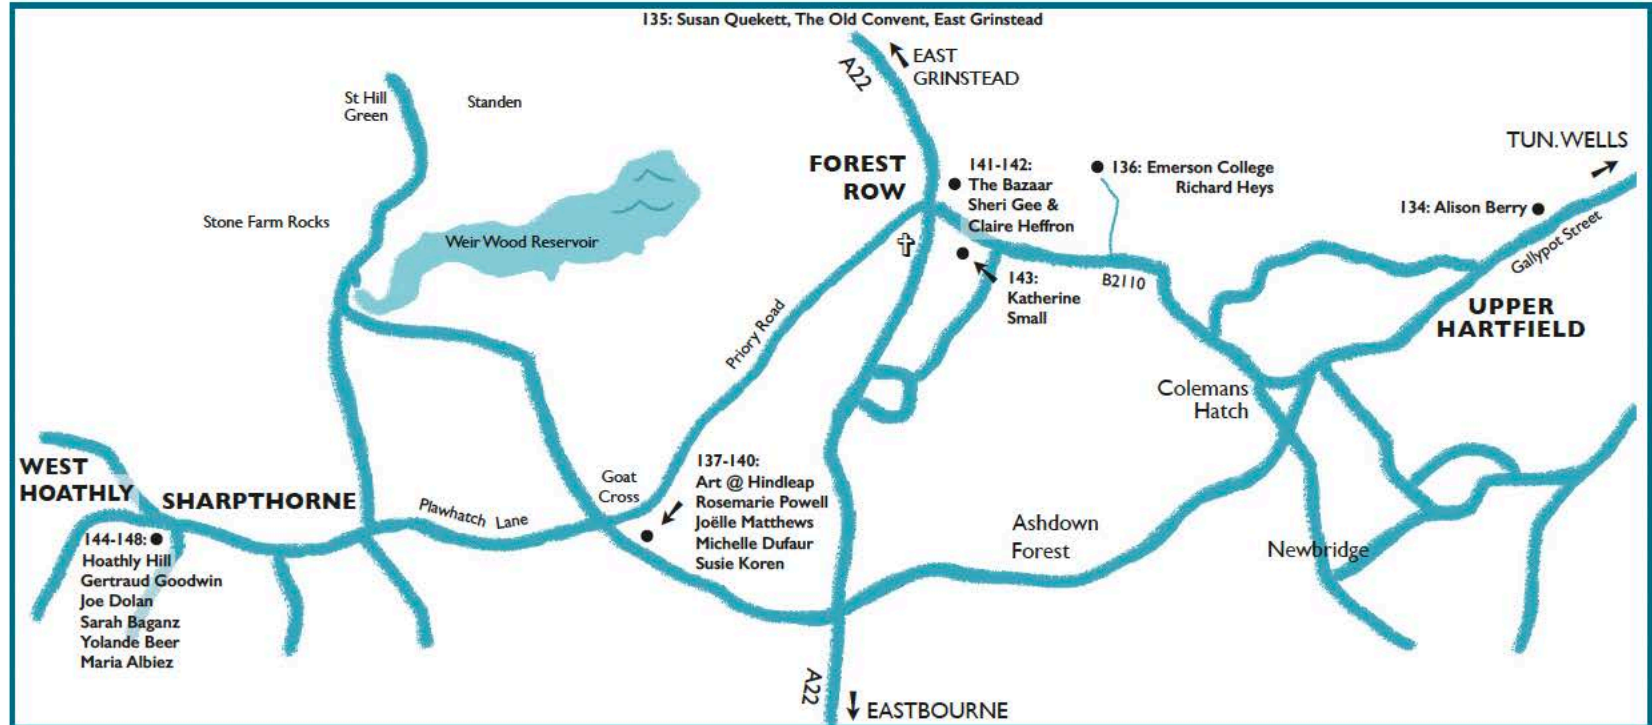 135: Susan Quekett, The Old Convent, East Grinstead
A22
EAST
GRINSTEAD
St Hill
Green
Standen
TUN. WELLS
FOREST
ROW
141-142:
The Bazaar
Sheri Gee &
Claire Heffron
136: Emerson College
Richard Heys
134: Alison Berry
Gallypot Street
Stone Farm Rocks
Weir Wood Reservoir
143:
Katherine
Small
B2110
UPPER
HARTFIELD
Priory Road
Colemans
Hatch
WEST
HOATHLY
SHARPTHORNE
Plawhatch Lane
Goat
Cross
137-140:
Art @ Hindleap
Rosemarie Powell
Joëlle Matthews
Michelle Dufaur
Susie Koren
Ashdown
Forest
Newbridge
144-148:
Hoathly Hill
Gertraud Goodwin
Joe Dolan
Sarah Baganz
Yolande Beer
Maria Albiez
A22
EASTBOURNE